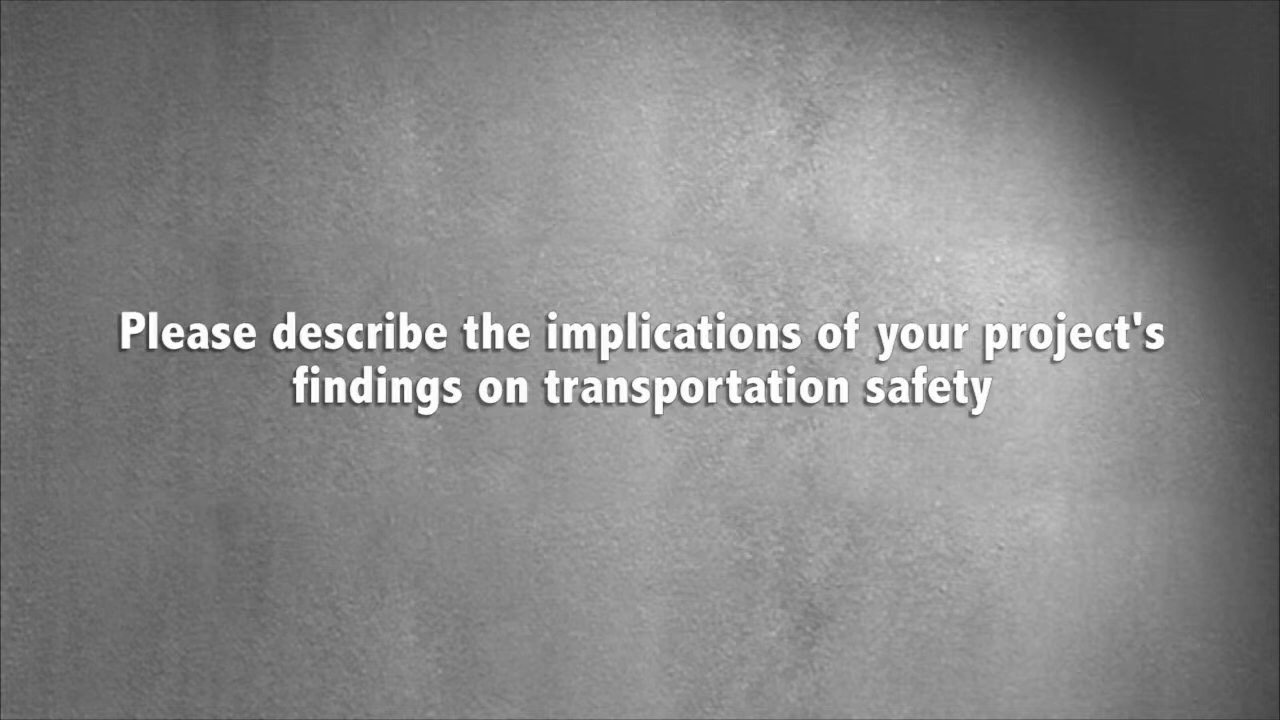 Please describe the implications of your project's
findings on transportation safety